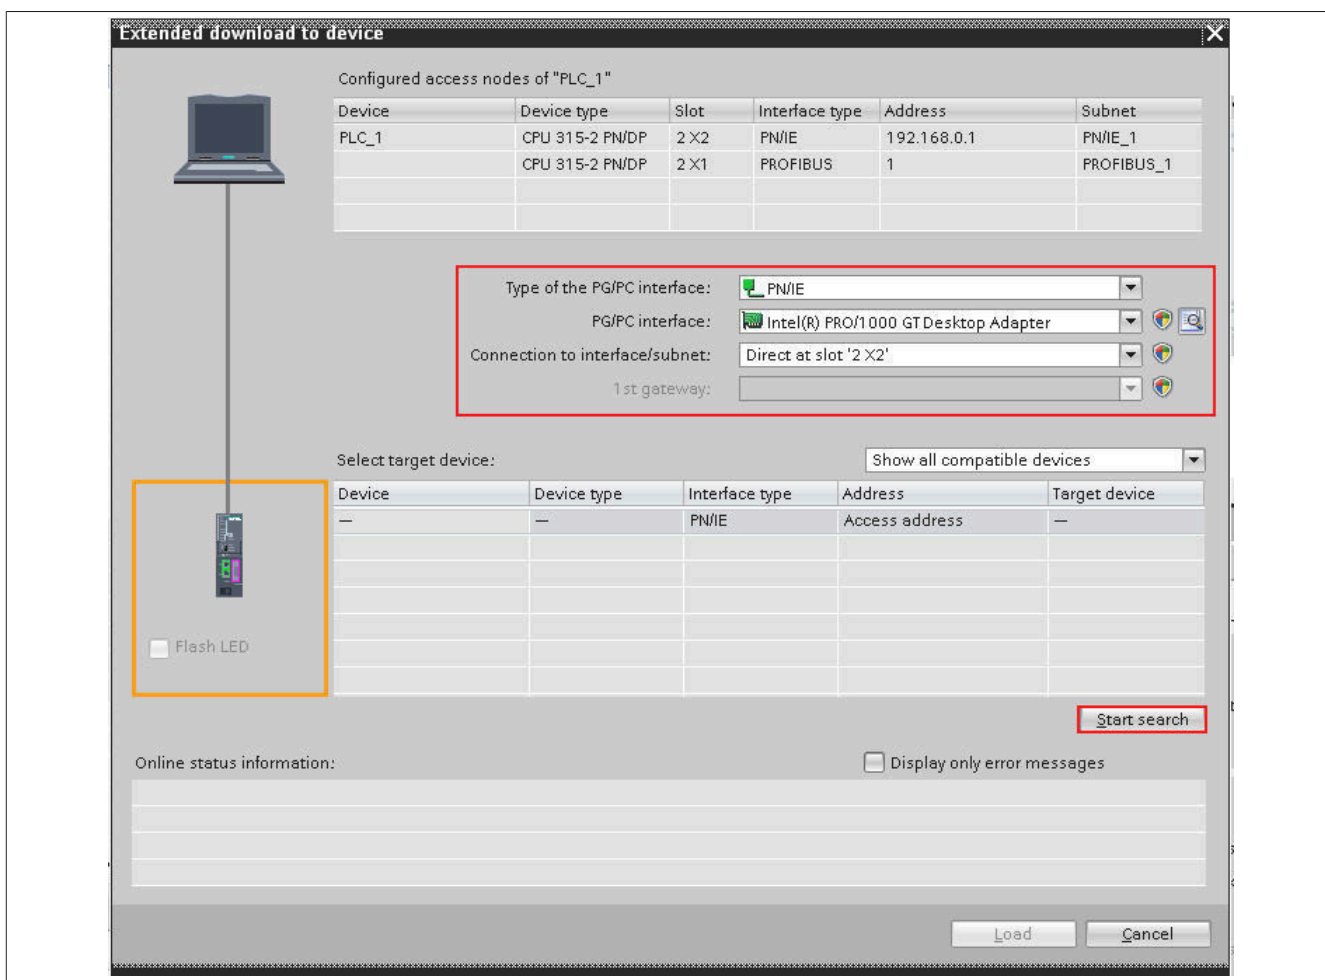 Extended download to device
Configured access nodes of "PLC_1"
Device Device type Slot Interface type Address Subnet
PLC_1 CPU 315-2 PN/DP 2 X2 PN/IE 192.168.0.1 PN/IE_1
CPU 315-2 PN/DP 2 X1 PROFIBUS 1 PROFIBUS_1
Type of the PG/PC interface: PN/IE
PG/PC interface: Intel(R) PRO/1000 GT Desktop Adapter
Connection to interface/subnet: Direct at slot '2 X2'
1st gateway:
Select target device: Show all compatible devices
Device Device type Interface type Address Target device
— — PN/IE Access address —
Flash LED
Start search
Online status information: Display only error messages
Load Cancel